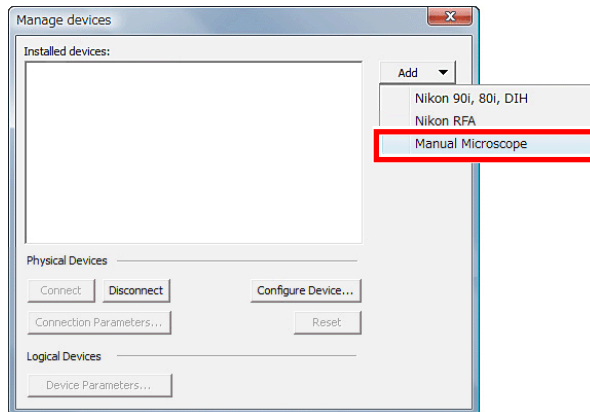 Manage devices
Installed devices:
Add
Nikon 90i, 80i, DIH
Nikon RFA
Manual Microscope
Physical Devices
Connect Disconnect Configure Device...
Connection Parameters... Reset
Logical Devices
Device Parameters...